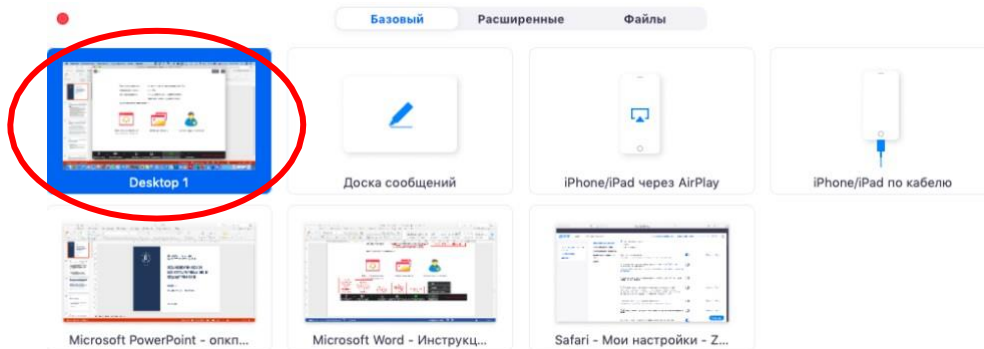 Базовый Расширенные Файлы
Desktop 1 Доска сообщений iPhone/iPad через AirPlay iPhone/iPad по кабелю
Microsoft PowerPoint - опкп... Microsoft Word - Инструкц... Safari - Мои настройки - Z...